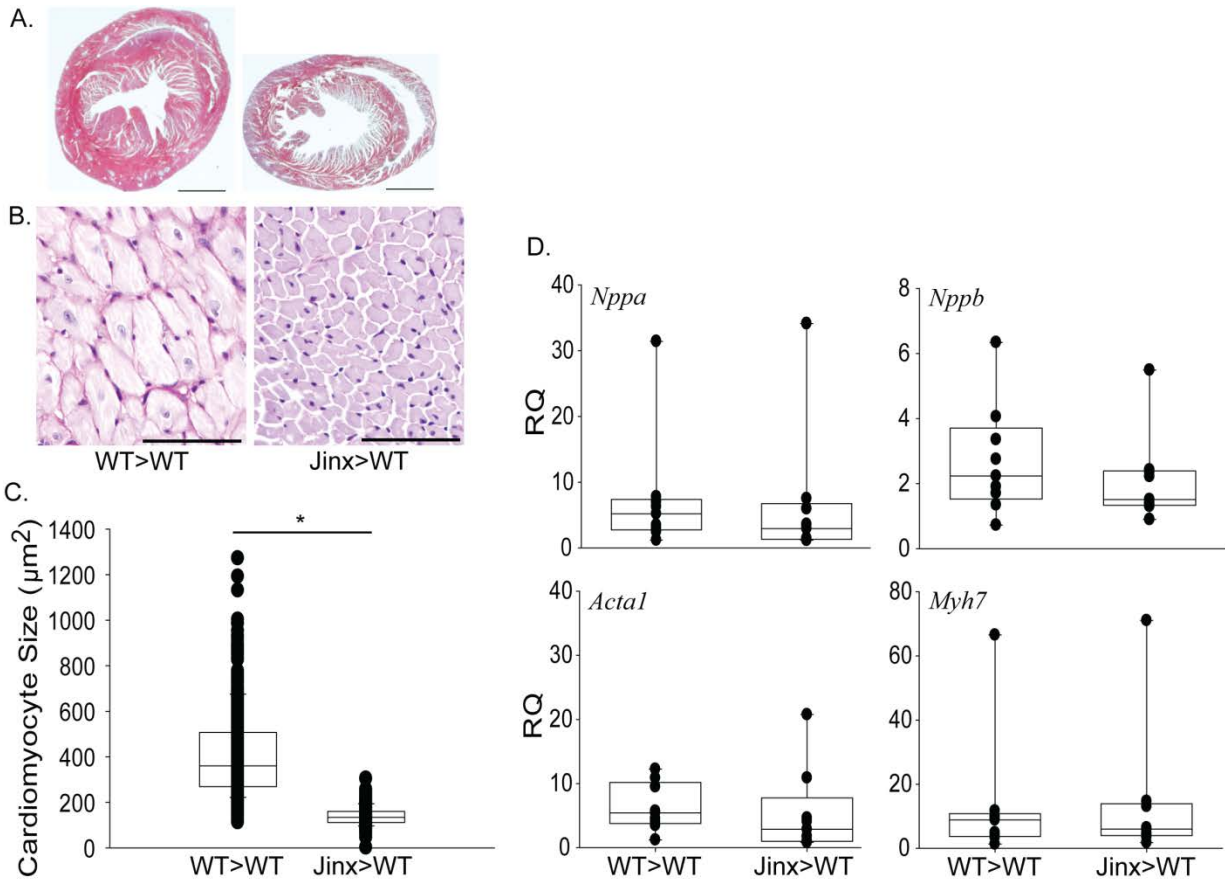 A.
B.
WT>WT Jinx>WT
C.
Cardiomyocyte Size (µm²)
1400
1200
1000
800
600
400
200
0
*
WT>WT Jinx>WT
D.
RQ
40
30
20
10
0
Nppa
8
6
4
2
0
Nppb
RQ
40
30
20
10
0
Acta1
WT>WT Jinx>WT
80
60
40
20
0
Myh7
WT>WT Jinx>WT